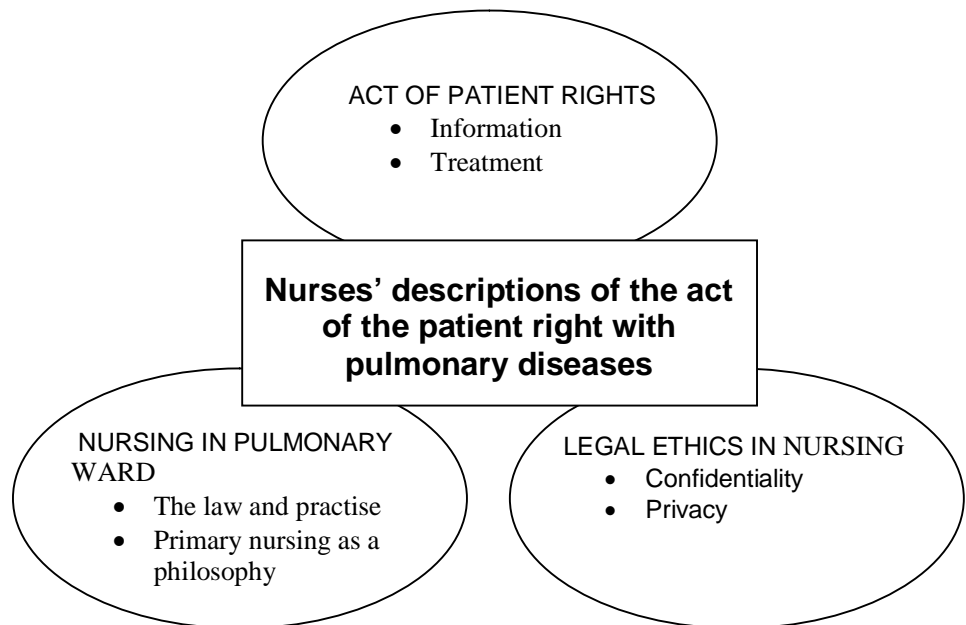 ACT OF PATIENT RIGHTS
• Information
• Treatment
Nurses’ descriptions of the act
of the patient right with
pulmonary diseases
NURSING IN PULMONARY
WARD
• The law and practise
• Primary nursing as a
philosophy
LEGAL ETHICS IN NURSING
• Confidentiality
• Privacy